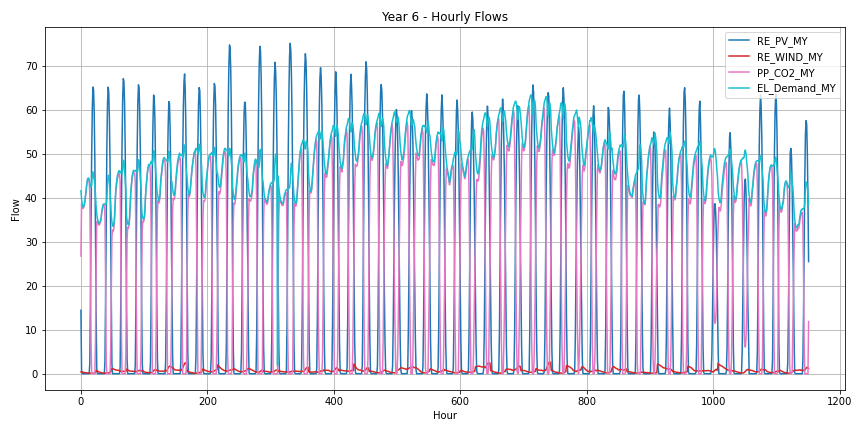 Year 6 - Hourly Flows
RE_PV_MY
RE_WIND_MY
PP_CO2_MY
EL_Demand_MY
Flow
70
60
50
40
30
20
10
0
0
200
400
600
800
1000
1200
Hour